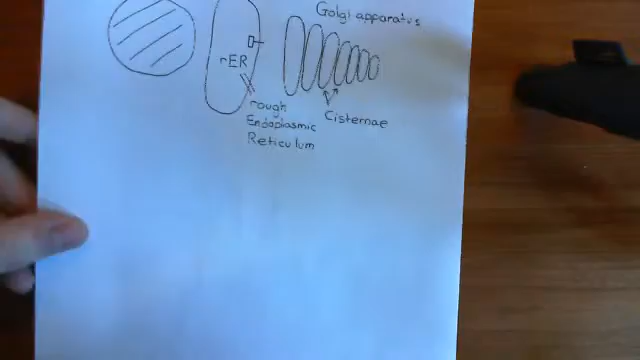 Golgi apparatus
rER
rough
Endoplasmic
Reticulum
Cisternae